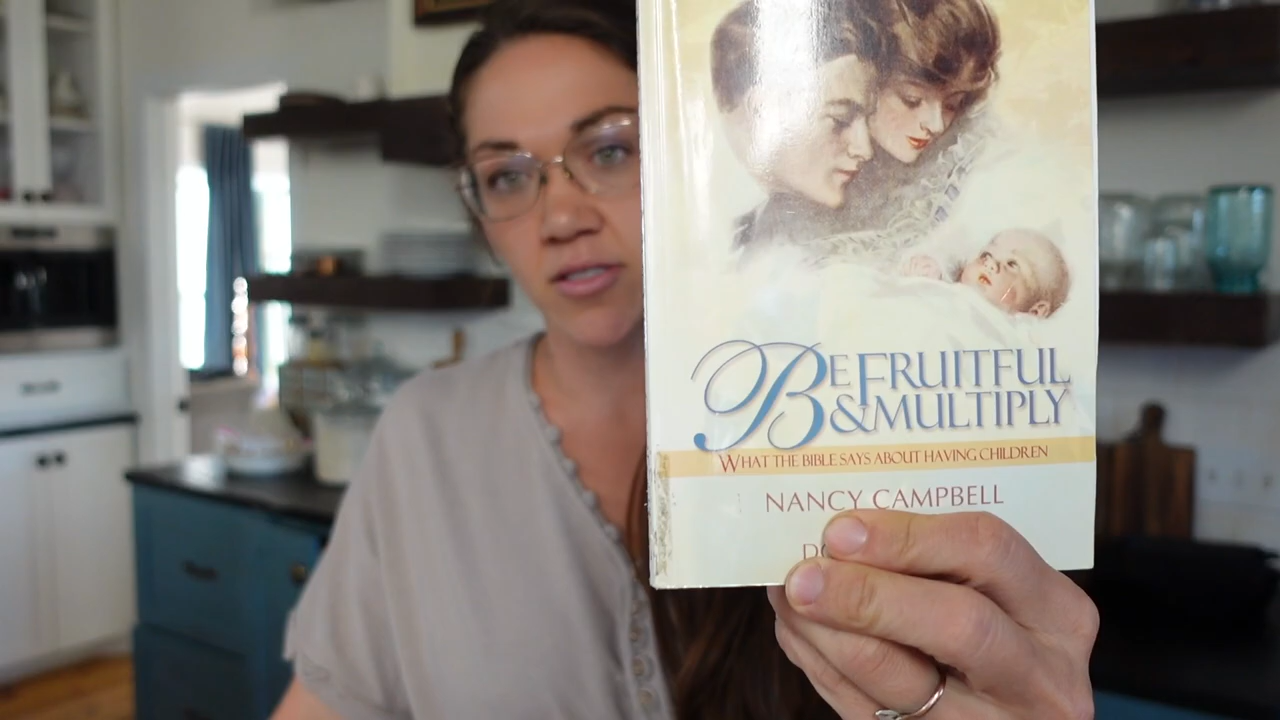 BE FRUITFUL
& MULTIPLY
WHAT THE BIBLE SAYS ABOUT HAVING CHILDREN
NANCY CAMPBELL